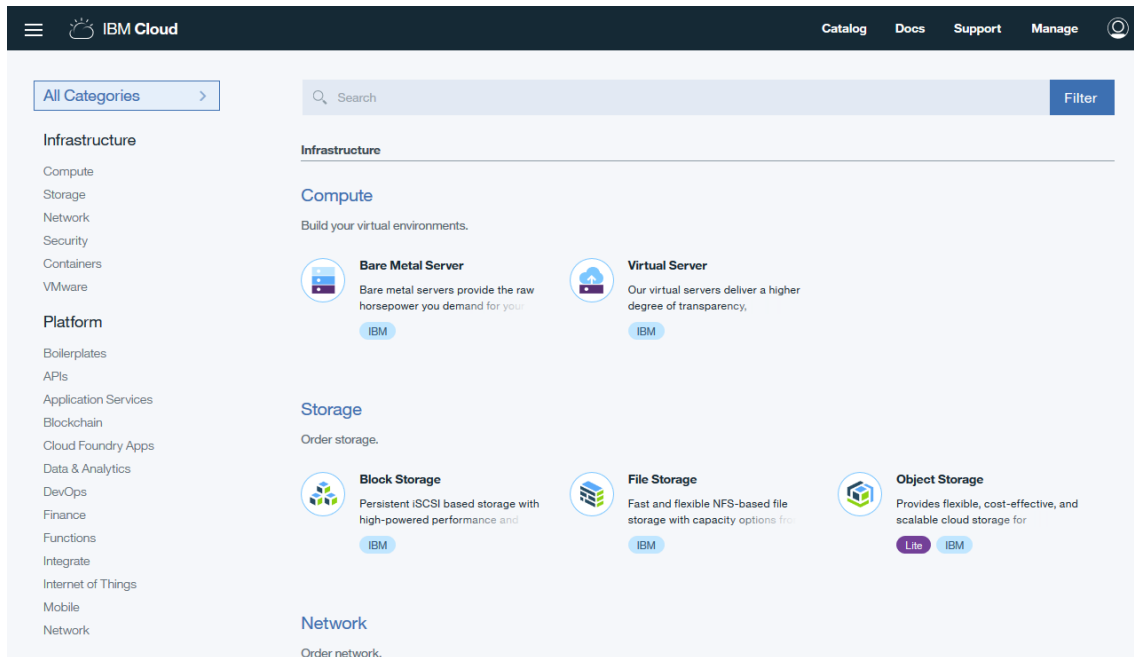 IBM Cloud
Catalog Docs Support Manage
All Categories
Search
Filter
Infrastructure
Compute
Storage
Network
Security
Containers
VMware
Platform
Boilerplates
APIs
Application Services
Blockchain
Cloud Foundry Apps
Data & Analytics
DevOps
Finance
Functions
Integrate
Internet of Things
Mobile
Network
Infrastructure
Compute
Build your virtual environments.
Bare Metal Server
Bare metal servers provide the raw
horsepower you demand for your
IBM
Virtual Server
Our virtual servers deliver a higher
degree of transparency,
IBM
Storage
Order storage.
Block Storage
Persistent iSCSI based storage with
high-powered performance and
IBM
File Storage
Fast and flexible NFS-based file
storage with capacity options
IBM
Object Storage
Provides flexible, cost-effective, and
scalable cloud storage for
Lite IBM
Network
Order network.